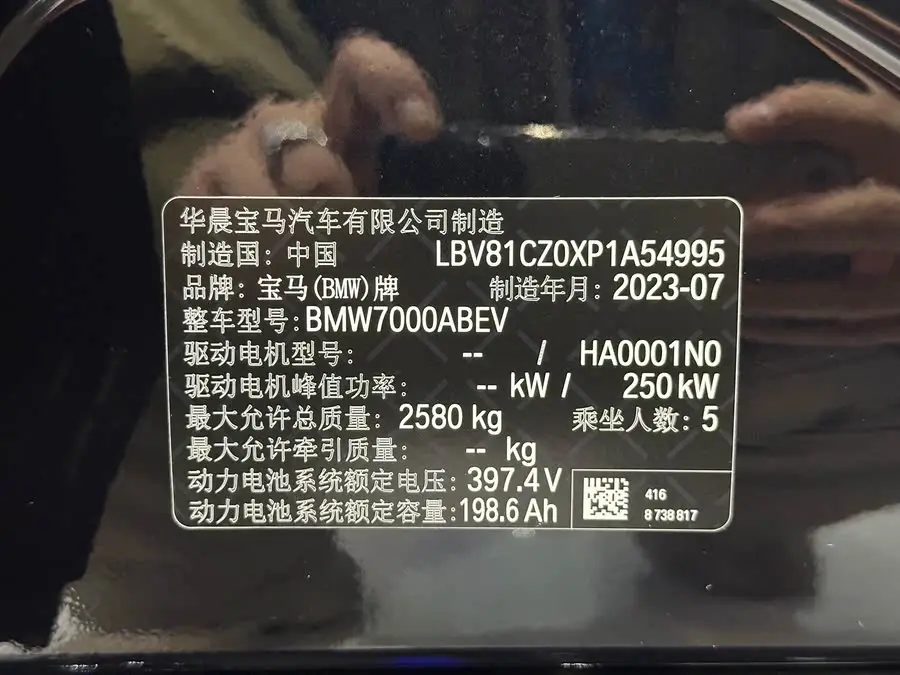 华晨宝马汽车有限公司制造
制造国: 中国 LBV81CZ0XP1A54995
品牌: 宝马(BMW)牌 制造年月: 2023-07
整车型号:BMW7000ABEV
驱动电机型号: -- / HA0001N0
驱动电机峰值功率: -- kW / 250 kW
最大允许总质量: 2580 kg 乘坐人数: 5
最大允许牵引质量: -- kg
动力电池系统额定电压: 397.4 V
动力电池系统额定容量:198.6 Ah
416
8 738 817